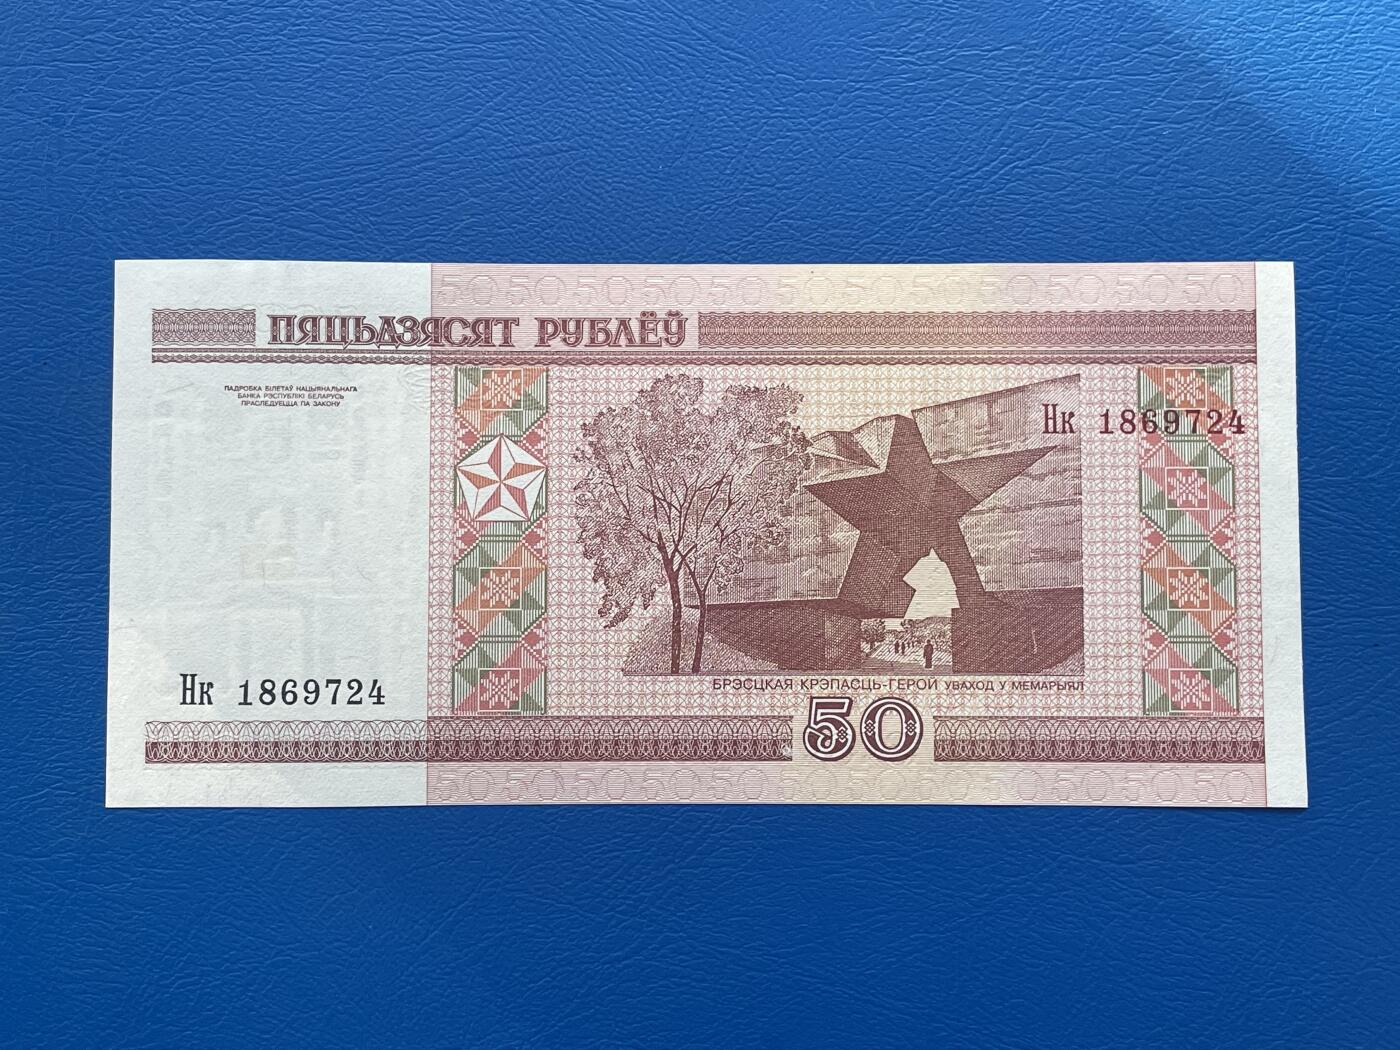 ПЯЦЬДЗЯСЯТ РУБЛЁЎ
ПАДРОБКА БІЛЕТАЎ НАЦЫЯНАЛЬНАГА
БАНКА РЭСПУБЛІКІ БЕЛАРУСЬ
ПРАСЛЕДУЕЦЦА ПА ЗАКОНУ
Нк 1869724
Нк 1869724
БРЭСЦКАЯ КРЭПАСЦЬ-ГЕРОЙ УВАХОД У МЕМАРЫЯЛ
50